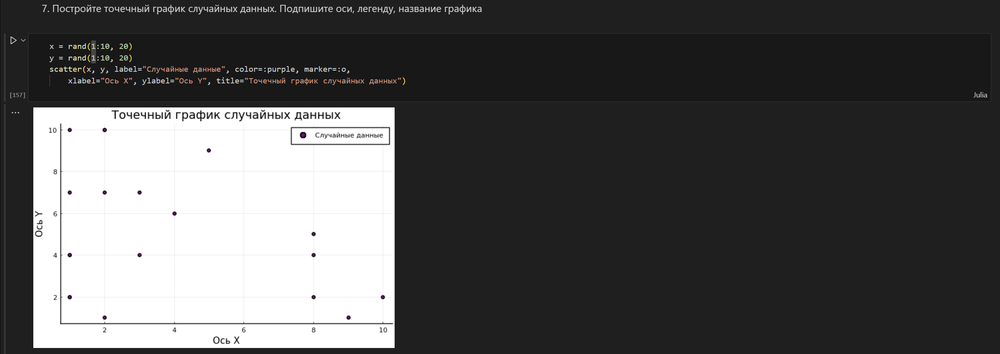 7. Постройте точечный график случайных данных. Подпишите оси, легенду, название графика
x = rand(1:10, 20)
y = rand(1:10, 20)
scatter(x, y, label="Случайные данные", color=:purple, marker=:o,
xlabel="Ось X", ylabel="Ось Y", title="Точечный график случайных данных")
[157]
Julia
...
Точечный график случайных данных
Случайные данные
10
8
6
4
2
Ось Y
2 4 6 8 10
Ось X